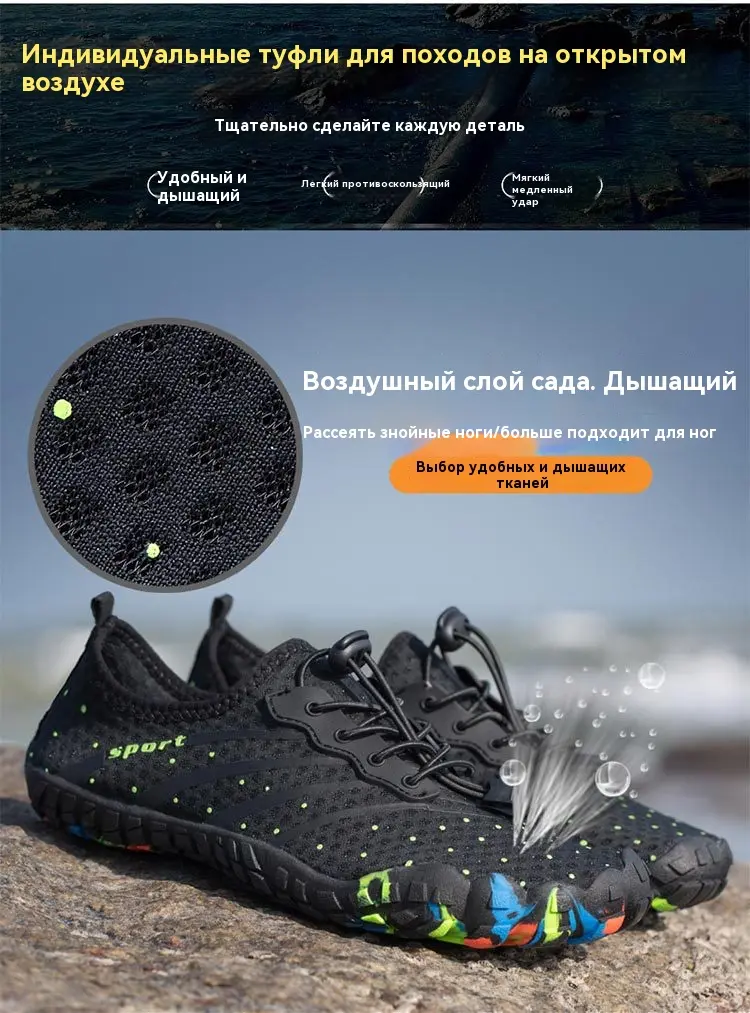 Индивидуальные туфли для походов на открытом
воздухе
Тщательно сделайте каждую деталь
Удобный и
дышащий
Легкий противоскользящий
Мягкий
медленный
удар
Воздушный слой сада. Дышащий
Рассеять знойные ноги/больше подходит для ног
Выбор удобных и дышащих
тканей
sport